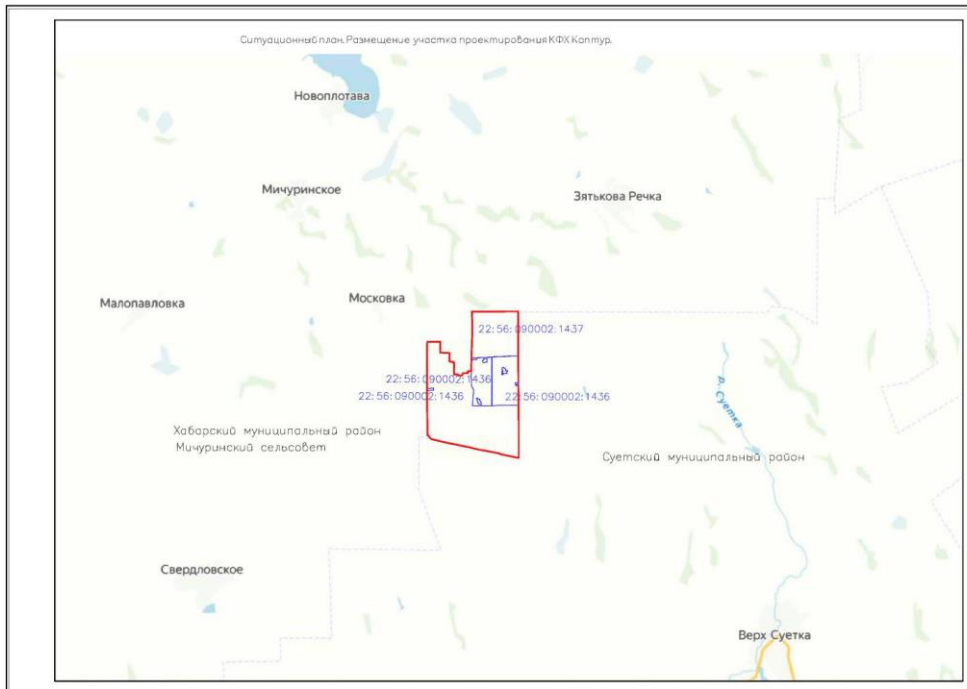 Ситуационный план. Размещение участка проектирования КФХ Каптур.
Новоплотава
Мичуринское
Зятькова Речка
Малопавловка
Московка
22:56:090002:1437
22:56:090002:1436
22:56:090002:1436
22:56:090002:1436
р. Суетка
Хабарский муниципальный район
Мичуринский сельсовет
Суетский муниципальный район
Свердловское
Верх Суетка